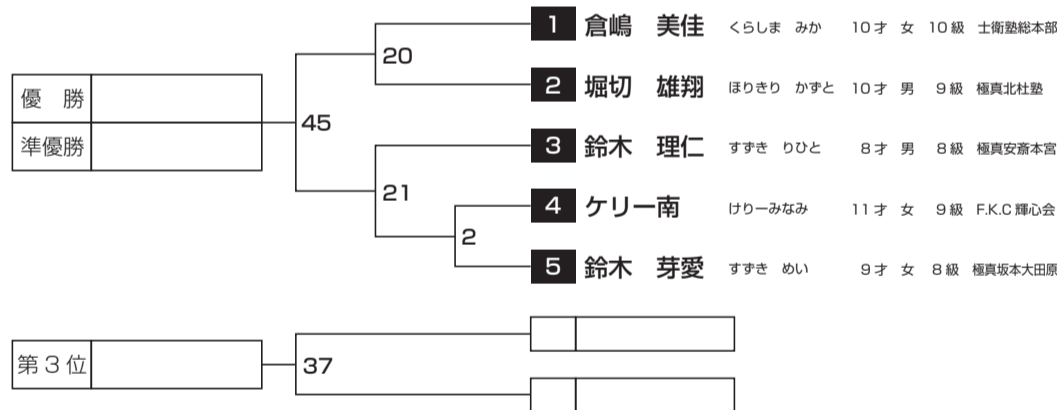 1 倉嶋 美佳 くらしま みか 10才 女 10級 士衛塾総本部
20
2 堀切 雄翔 ほりきり かずと 10才 男 9級 極真北杜塾
優 勝
45
準優勝
3 鈴木 理仁 すずき りひと 8才 男 8級 極真安斎本宮
21
4 ケリー南 けりーみなみ 11才 女 9級 F.K.C輝心会
2
5 鈴木 芽愛 すずき めい 9才 女 8級 極真坂本大田原
第3位
37